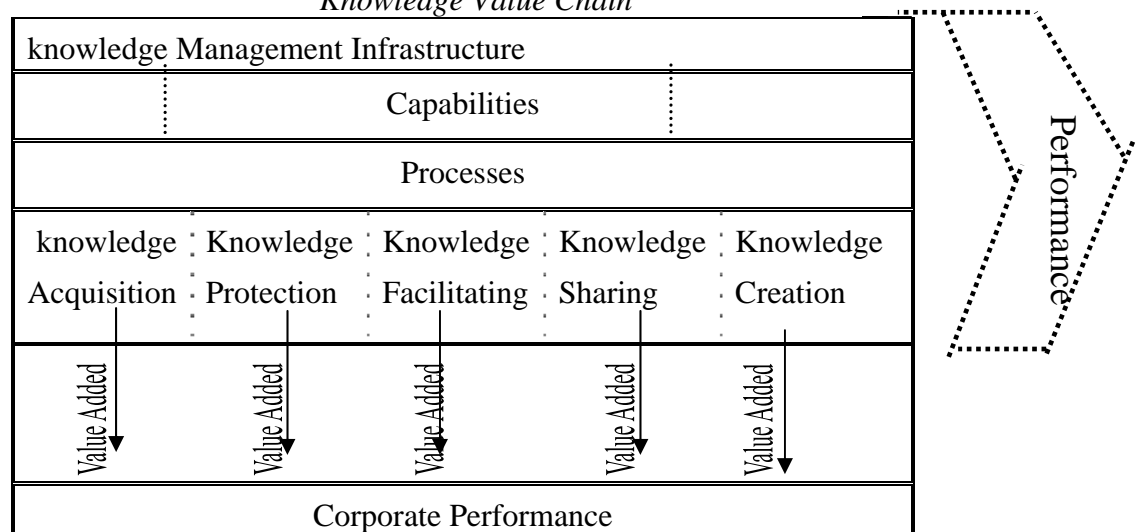 Knowledge Value Chain
knowledge Management Infrastructure
Capabilities
Processes
knowledge Knowledge Knowledge Knowledge Knowledge
Acquisition Protection Facilitating Sharing Creation
Value Added Value Added Value Added Value Added Value Added
Corporate Performance
Performance